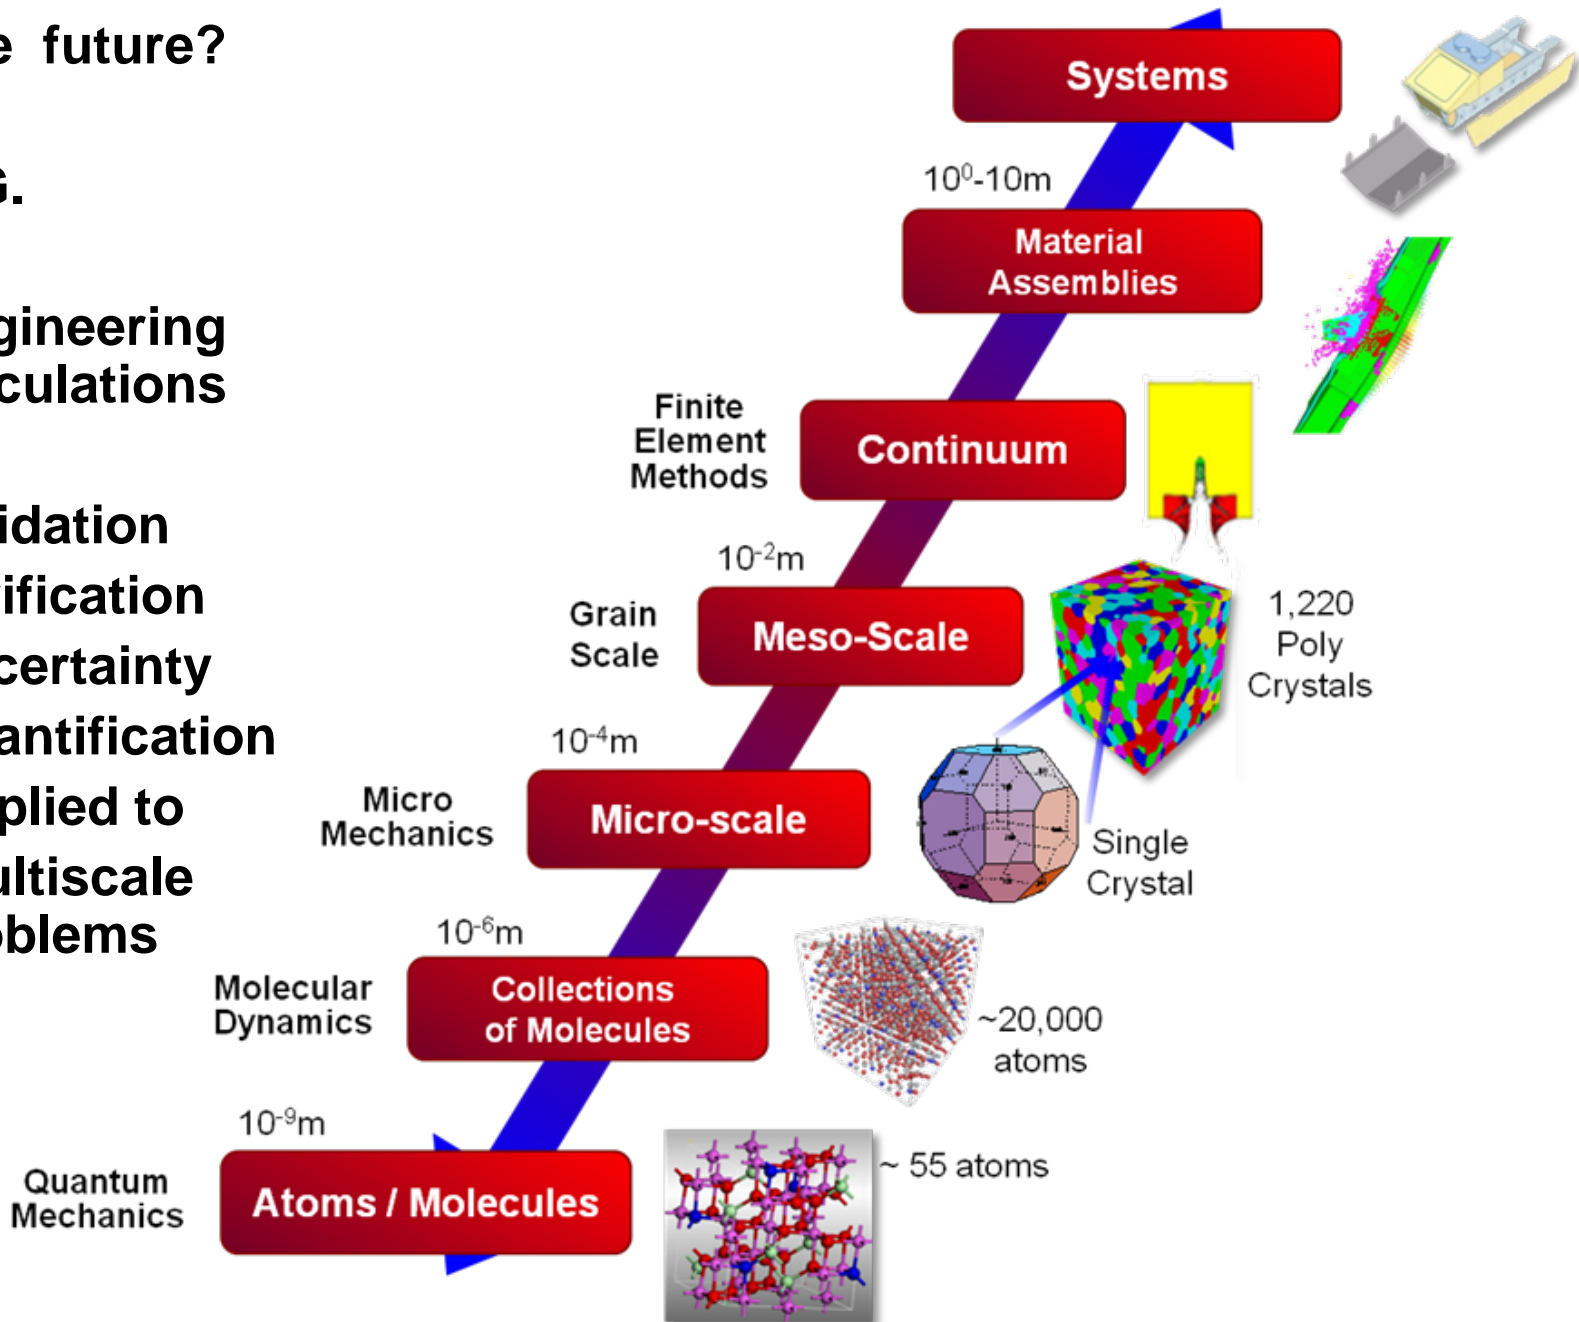 e future?
G.
gineering
culations
idation
ification
certainty
antification
plied to
ultiscale
oblems
Systems
10⁰-10m
Material
Assemblies
Finite
Element
Methods
Continuum
10⁻²m
Grain
Scale
Meso-Scale
1,220
Poly
Crystals
10⁻⁴m
Micro
Mechanics
Micro-scale
Single
Crystal
10⁻⁶m
Molecular
Dynamics
Collections
of Molecules
~20,000
atoms
10⁻⁹m
Quantum
Mechanics
Atoms / Molecules
~ 55 atoms